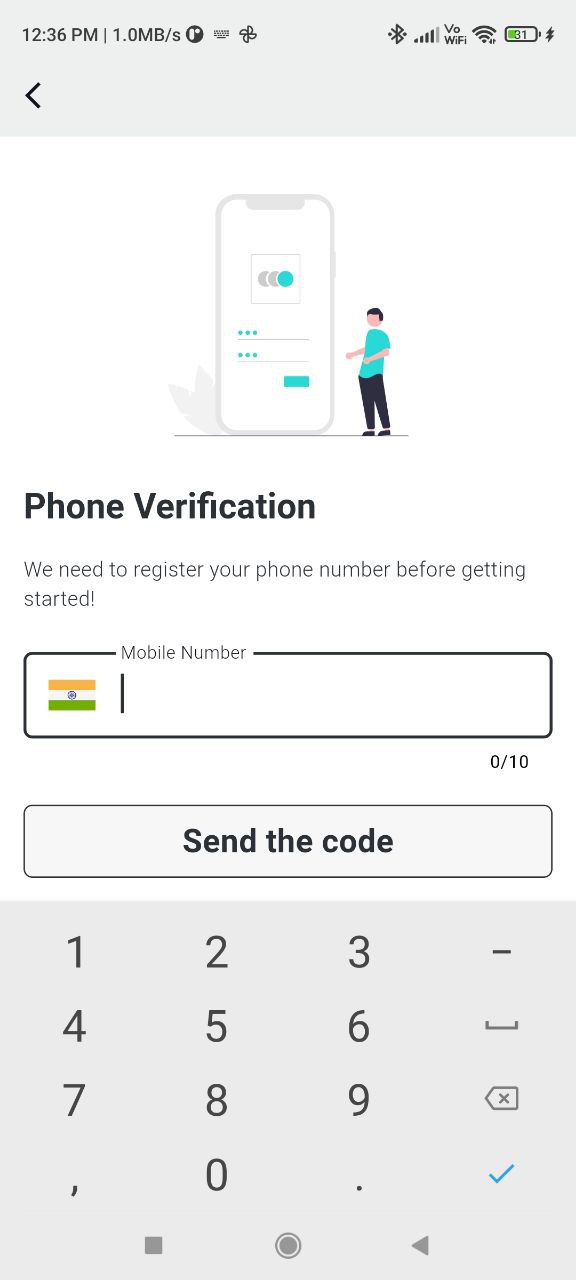 12:36 PM | 1.0MB/s
Vo
WiFi
31
Phone Verification
We need to register your phone number before getting
started!
Mobile Number
0/10
Send the code
1 2 3 –
4 5 6
7 8 9
, 0 .